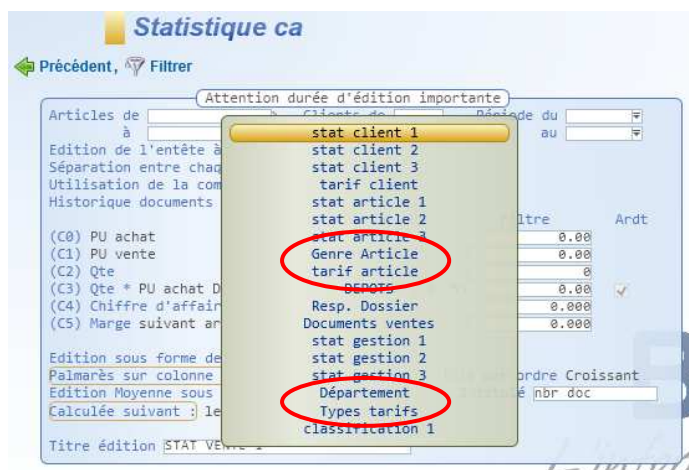 Statistique ca
Précédent, Filtrer
Attention durée d'édition importante
Articles de Clients de Période du
à au
Edition de l'entête à
Séparation entre chaq
Utilisation de la com
Historique documents
stat client 1
stat client 2
stat client 3
tarif client
stat article 1
stat article 2
stat article 3
Genre Article
tarif article
DEPOTS
Resp. Dossier
Documents ventes
stat gestion 1
stat gestion 2
stat gestion 3
Département
Types tarifs
classification 1
ltre Ardt
(C0) PU achat 0.00
(C1) PU vente 0.00
(C2) Qte 0
(C3) Qte * PU achat D 0.00
(C4) Chiffre d'affair 0.000
(C5) Marge suivant ar 0.000
Edition sous forme de
Palmarès sur colonne ordre Croissant
Edition Moyenne sous é nbr doc
Calculée suivant : le
Titre édition STAT VENTE 1